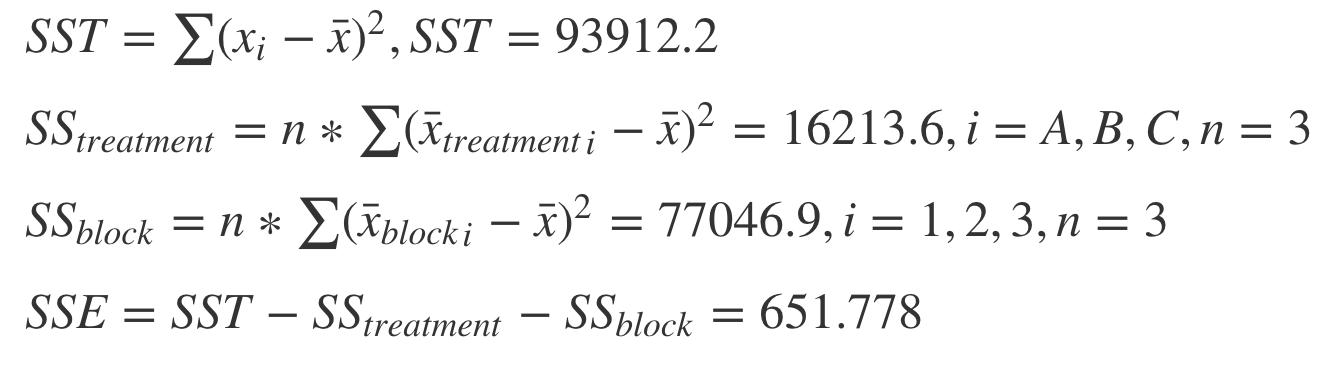 SST = ∑(xᵢ − x̄)², SST = 93912.2
SS_treatment = n * ∑(x̄_treatment i − x̄)² = 16213.6, i = A, B, C, n = 3
SS_block = n * ∑(x̄_block i − x̄)² = 77046.9, i = 1, 2, 3, n = 3
SSE = SST − SS_treatment − SS_block = 651.778